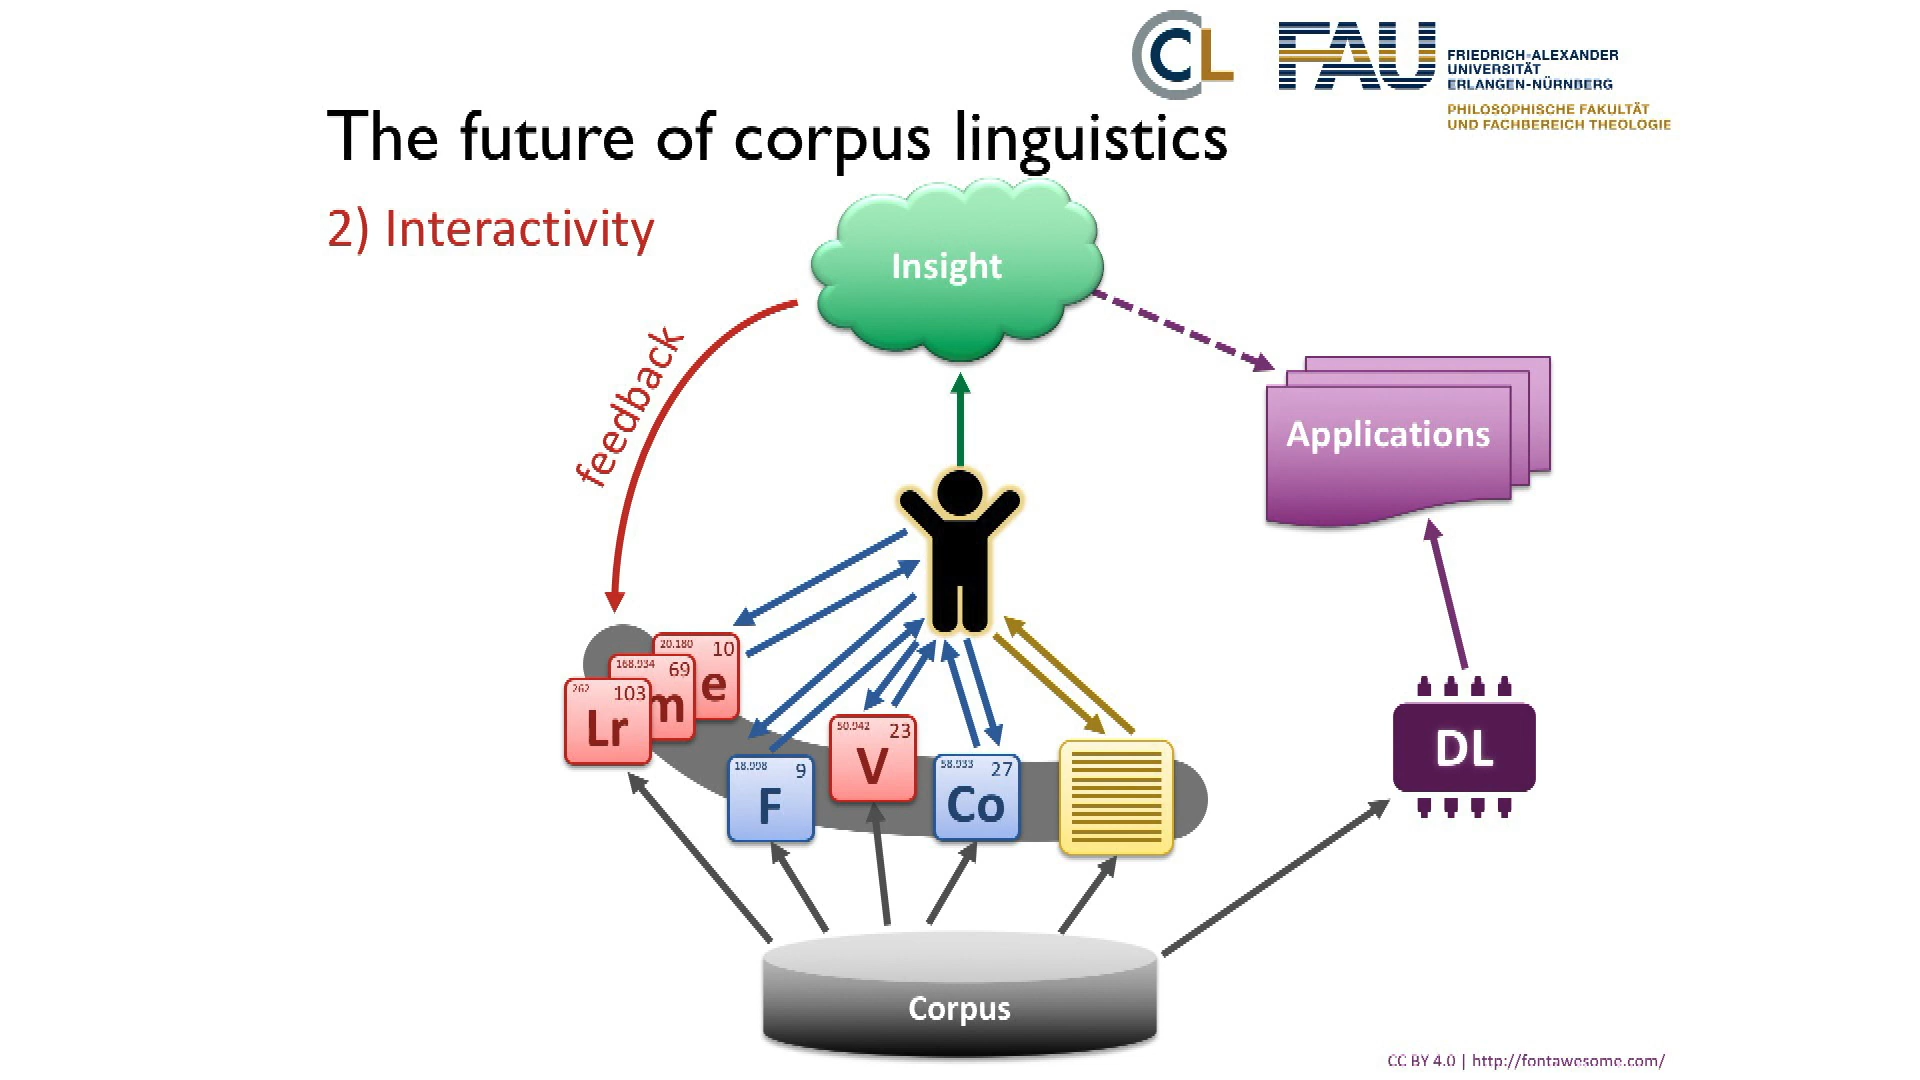 CL
FAU
FRIEDRICH-ALEXANDER
UNIVERSITÄT
ERLANGEN-NÜRNBERG
PHILOSOPHISCHE FAKULTÄT
UND FACHBEREICH THEOLOGIE
The future of corpus linguistics
2) Interactivity
Insight
feedback
Applications
20.180 10
e
168.934 69
m
262 103
Lr
18.998 9
F
50.942 23
V
58.933 27
Co
DL
Corpus
CC BY 4.0 | http://fontawesome.com/